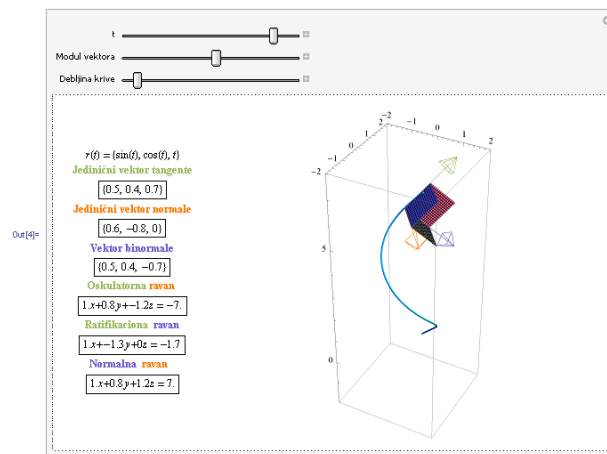 t
Modul vektora
Debljina krive
Out[4]=
r(t) = {sin(t), cos(t), t}
Jedinični vektor tangente
{0.5, 0.4, 0.7}
Jedinični vektor normale
{0.6, −0.8, 0}
Vektor binormale
{0.5, 0.4, −0.7}
Oskulatorna ravan
1.x+0.8y+−1.2z = −7.
Ratifikaciona ravan
1.x+−1.3y+0z = −1.7
Normalna ravan
1.x+0.8y+1.2z = 7.
−2
−1
0
1
2
2
1
0
−1
−2
5
0